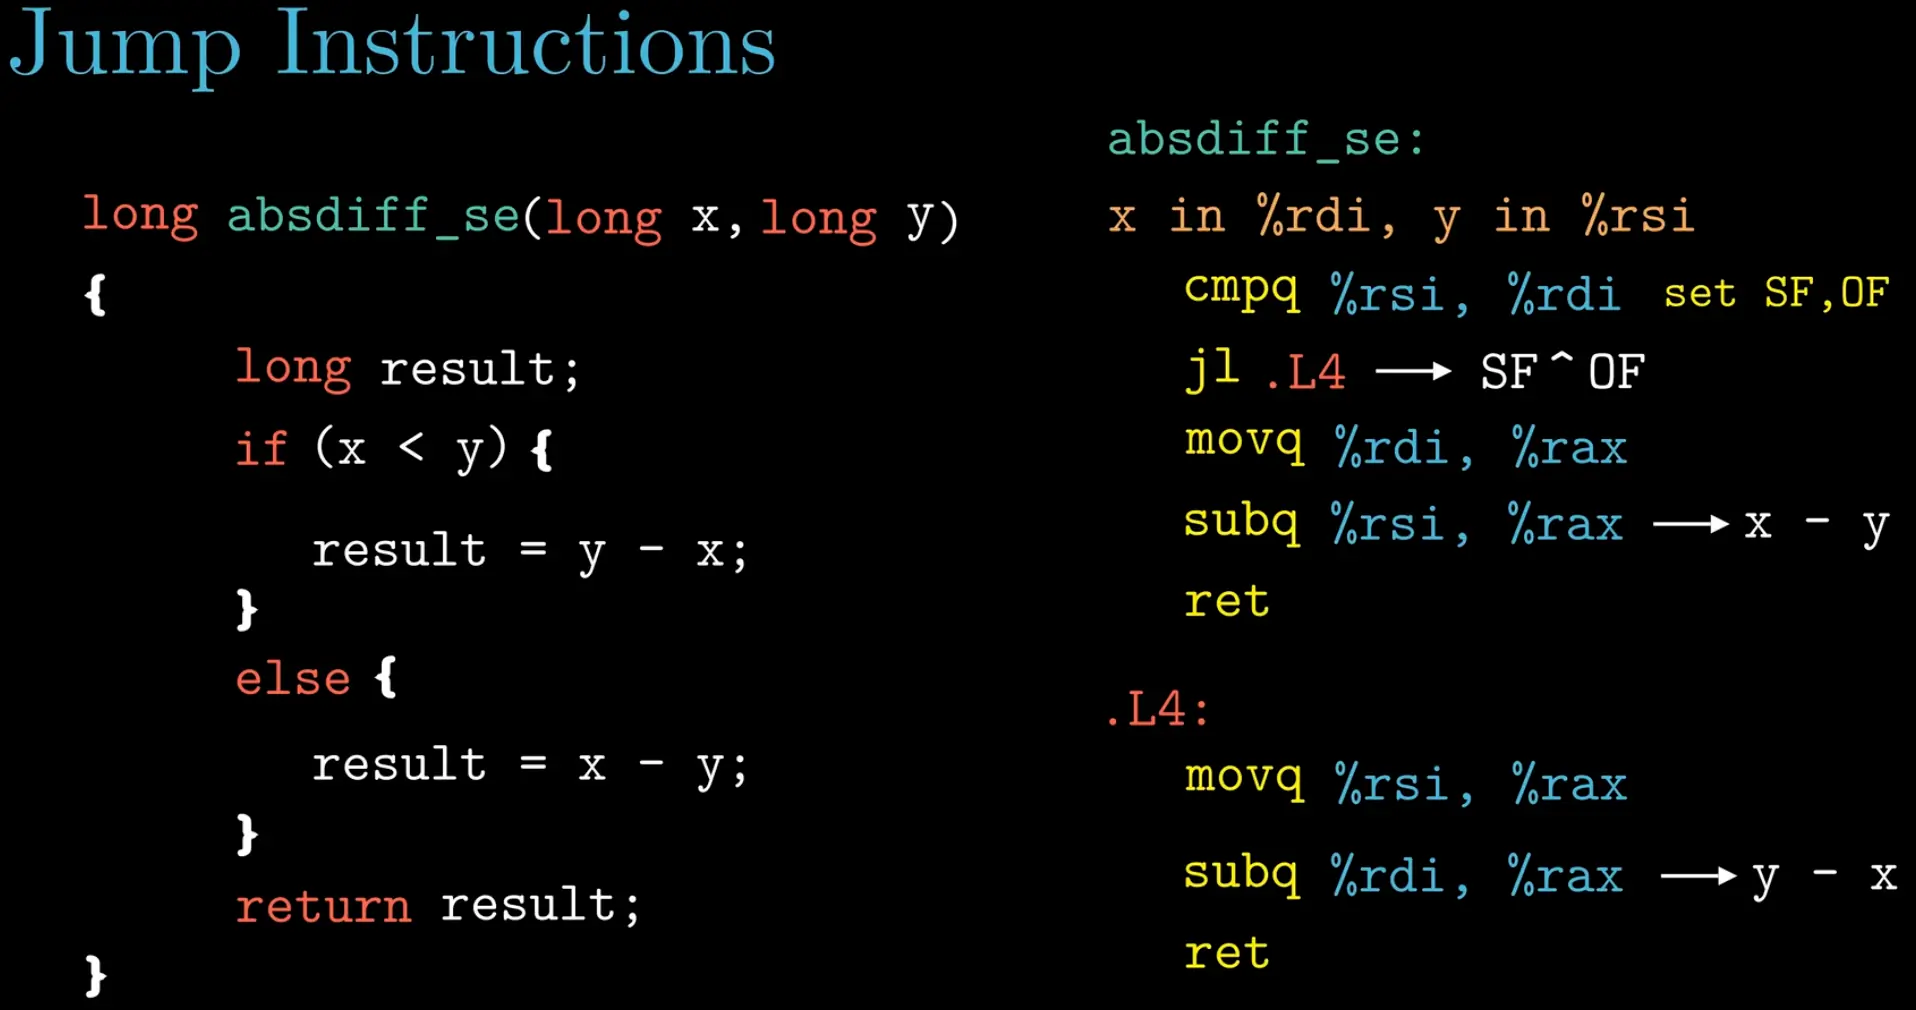 Jump Instructions
long absdiff_se(long x, long y)
{
long result;
if (x < y) {
result = y - x;
}
else {
result = x - y;
}
return result;
}
absdiff_se:
x in %rdi, y in %rsi
cmpq %rsi, %rdi set SF,OF
jl .L4 ⟶ SF^OF
movq %rdi, %rax
subq %rsi, %rax ⟶ x - y
ret
.L4:
movq %rsi, %rax
subq %rdi, %rax ⟶ y - x
ret